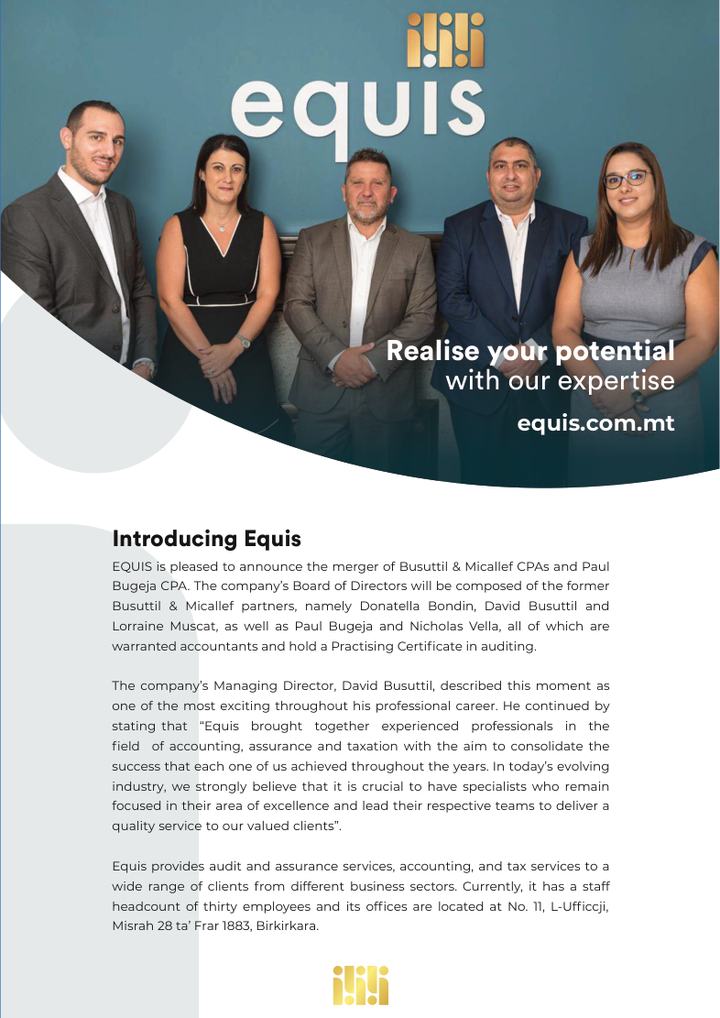 equis
Realise your potential
with our expertise
equis.com.mt
Introducing Equis
EQUIS is pleased to announce the merger of Busuttil & Micallef CPAs and Paul
Bugeja CPA. The company’s Board of Directors will be composed of the former
Busuttil & Micallef partners, namely Donatella Bondin, David Busuttil and
Lorraine Muscat, as well as Paul Bugeja and Nicholas Vella, all of which are
warranted accountants and hold a Practising Certificate in auditing.
The company’s Managing Director, David Busuttil, described this moment as
one of the most exciting throughout his professional career. He continued by
stating that “Equis brought together experienced professionals in the
field of accounting, assurance and taxation with the aim to consolidate the
success that each one of us achieved throughout the years. In today’s evolving
industry, we strongly believe that it is crucial to have specialists who remain
focused in their area of excellence and lead their respective teams to deliver a
quality service to our valued clients”.
Equis provides audit and assurance services, accounting, and tax services to a
wide range of clients from different business sectors. Currently, it has a staff
headcount of thirty employees and its offices are located at No. 11, L-Ufficcji,
Misrah 28 ta’ Frar 1883, Birkirkara.